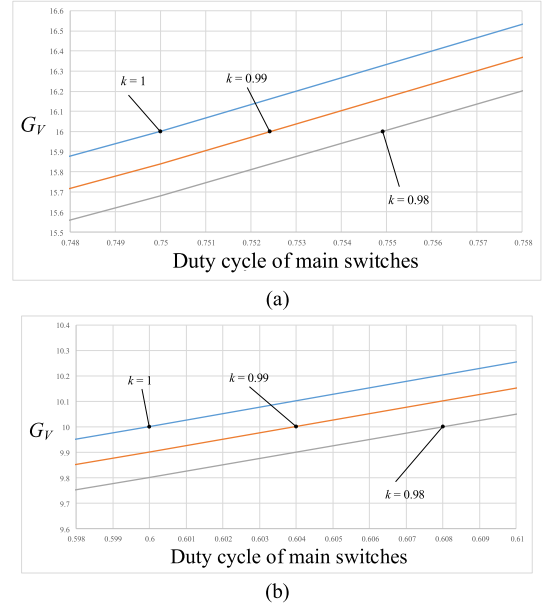 16.6
16.5
16.4
16.3
k = 0.99
k = 1
16.2
16.1
G_V 16
15.9
15.8
k = 0.98
15.7
15.6
15.5
0.748 0.749 0.75 0.751 0.752 0.753 0.754 0.755 0.756 0.757 0.758
Duty cycle of main switches
(a)
10.4
10.3
10.2
k = 1 k = 0.99
10.1
G_V 10
9.9
9.8
k = 0.98
9.7
9.6
0.598 0.599 0.6 0.601 0.602 0.603 0.604 0.605 0.606 0.607 0.608 0.609 0.61
Duty cycle of main switches
(b)